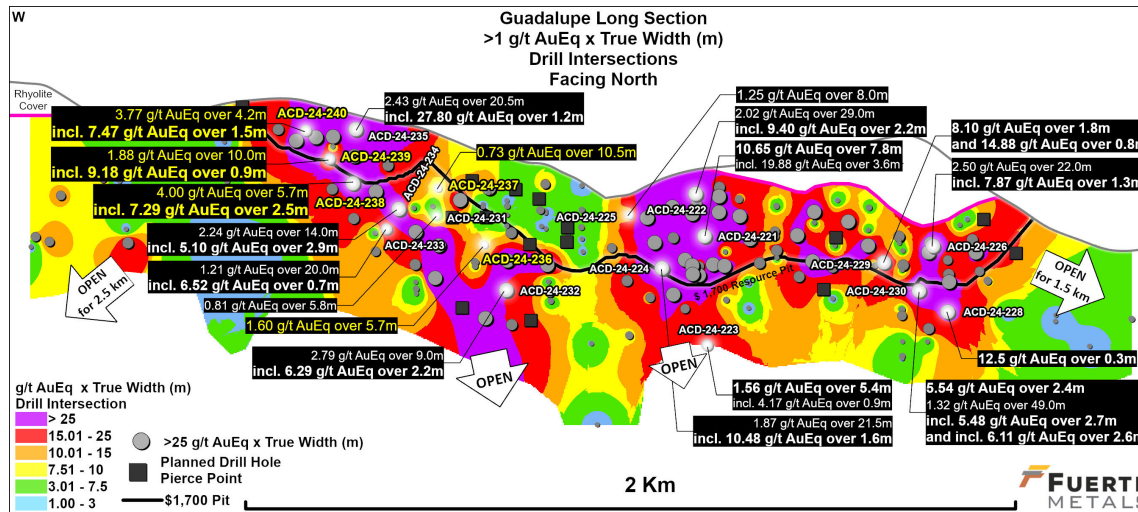 W
Guadalupe Long Section
>1 g/t AuEq x True Width (m)
Drill Intersections
Facing North
Rhyolite
Cover
3.77 g/t AuEq over 4.2m
incl. 7.47 g/t AuEq over 1.5m
1.88 g/t AuEq over 10.0m
incl. 9.18 g/t AuEq over 0.9m
4.00 g/t AuEq over 5.7m
incl. 7.29 g/t AuEq over 2.5m
2.24 g/t AuEq over 14.0m
incl. 5.10 g/t AuEq over 2.9m
1.21 g/t AuEq over 20.0m
incl. 6.52 g/t AuEq over 0.7m
0.81 g/t AuEq over 5.8m
1.60 g/t AuEq over 5.7m
2.79 g/t AuEq over 9.0m
incl. 6.29 g/t AuEq over 2.2m
2.43 g/t AuEq over 20.5m
incl. 27.80 g/t AuEq over 1.2m
0.73 g/t AuEq over 10.5m
1.25 g/t AuEq over 8.0m
2.02 g/t AuEq over 29.0m
incl. 9.40 g/t AuEq over 2.2m
10.65 g/t AuEq over 7.8m
incl. 19.88 g/t AuEq over 3.6m
8.10 g/t AuEq over 1.8m
and 14.88 g/t AuEq over 0.8m
2.50 g/t AuEq over 22.0m
incl. 7.87 g/t AuEq over 1.3m
ACD-24-240
ACD-24-235
ACD-24-239
ACD-24-234
ACD-24-238
ACD-24-237
ACD-24-231
ACD-24-233
ACD-24-236
ACD-24-232
ACD-24-225
ACD-24-222
ACD-24-221
ACD-24-224
ACD-24-223
ACD-24-229
ACD-24-230
ACD-24-226
ACD-24-228
$ 1,700 Resource Pit
OPEN
for 2.5 km
OPEN
OPEN
OPEN
for 1.5 km
12.5 g/t AuEq over 0.3m
1.56 g/t AuEq over 5.4m
incl. 4.17 g/t AuEq over 0.9m
1.87 g/t AuEq over 21.5m
incl. 10.48 g/t AuEq over 1.6m
5.54 g/t AuEq over 2.4m
1.32 g/t AuEq over 49.0m
incl. 5.48 g/t AuEq over 2.7m
and incl. 6.11 g/t AuEq over 2.6m
g/t AuEq x True Width (m)
Drill Intersection
> 25
15.01 - 25
10.01 - 15
7.51 - 10
3.01 - 7.5
1.00 - 3
>25 g/t AuEq x True Width (m)
Planned Drill Hole
Pierce Point
$1,700 Pit
2 Km
FUERTE
METALS